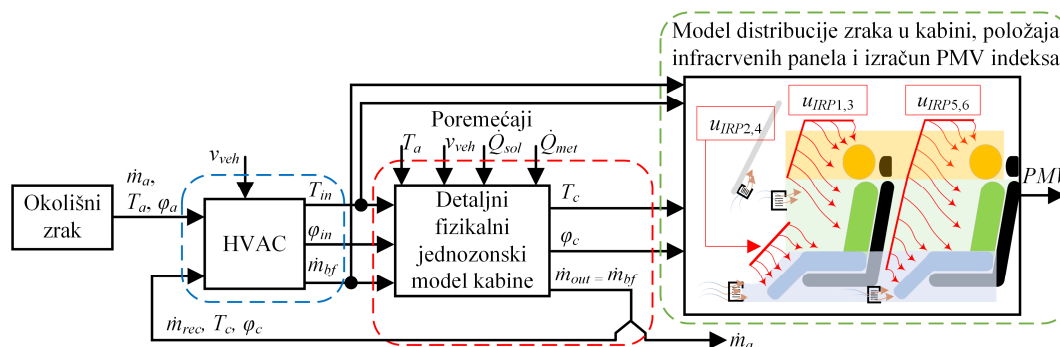 Model distribucije zraka u kabini, položaja
infracrvenih panela i izračun PMV indeksa
u_IRP1,3
u_IRP5,6
u_IRP2,4
Poremećaji
T_a
v_veh
Q̇_sol
Q̇_met
v_veh
ṁ_a,
T_a, φ_a
Okolišni
zrak
HVAC
T_in
φ_in
ṁ_bf
Detaljni
fizikalni
jednozonski
model kabine
T_c
φ_c
ṁ_out = ṁ_bf
PMV
ṁ_rec, T_c, φ_c
ṁ_a